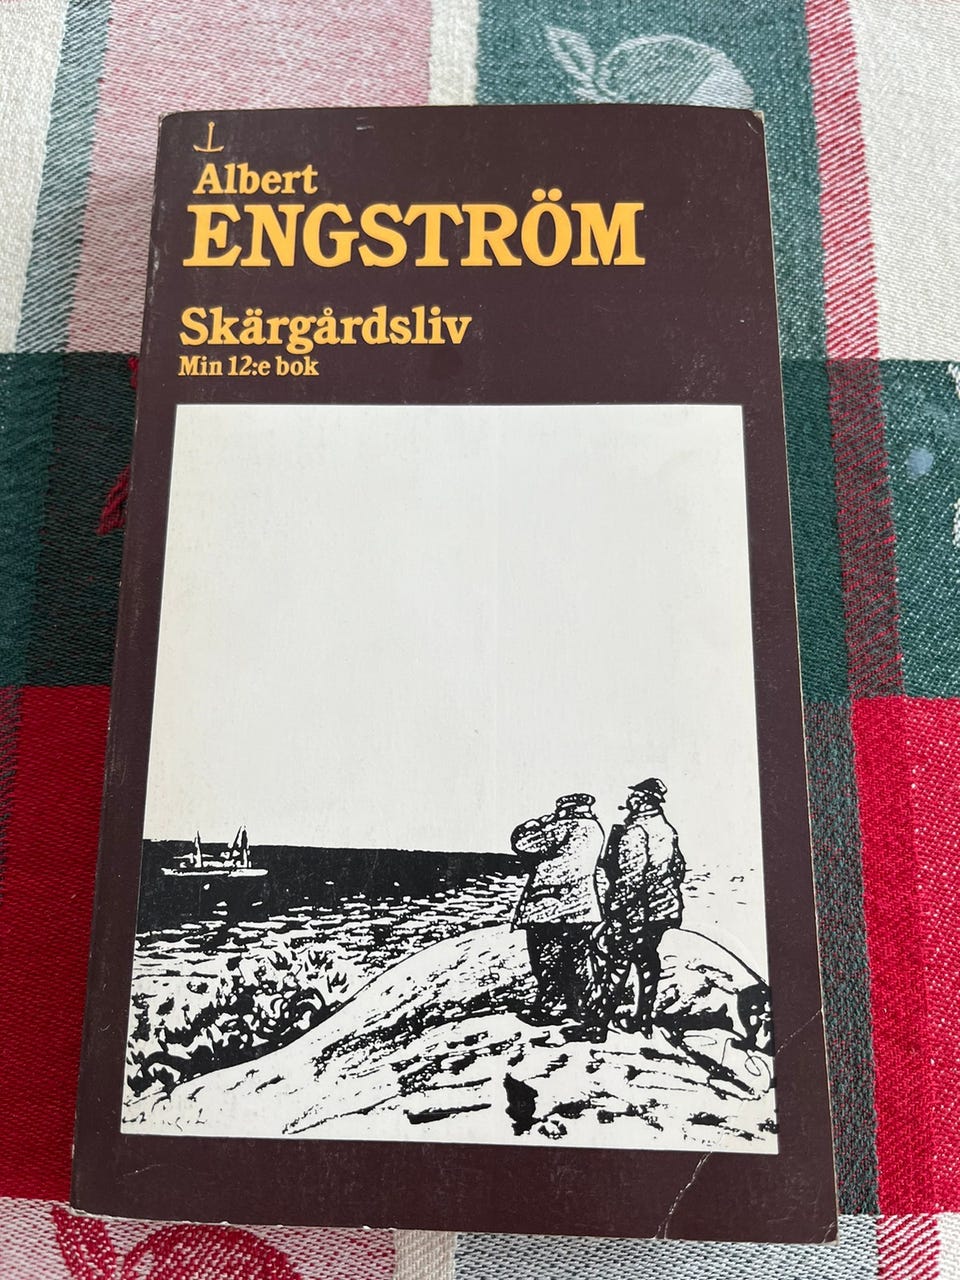 Albert
ENGSTRÖM
Skärgårdsliv
Min 12:e bok